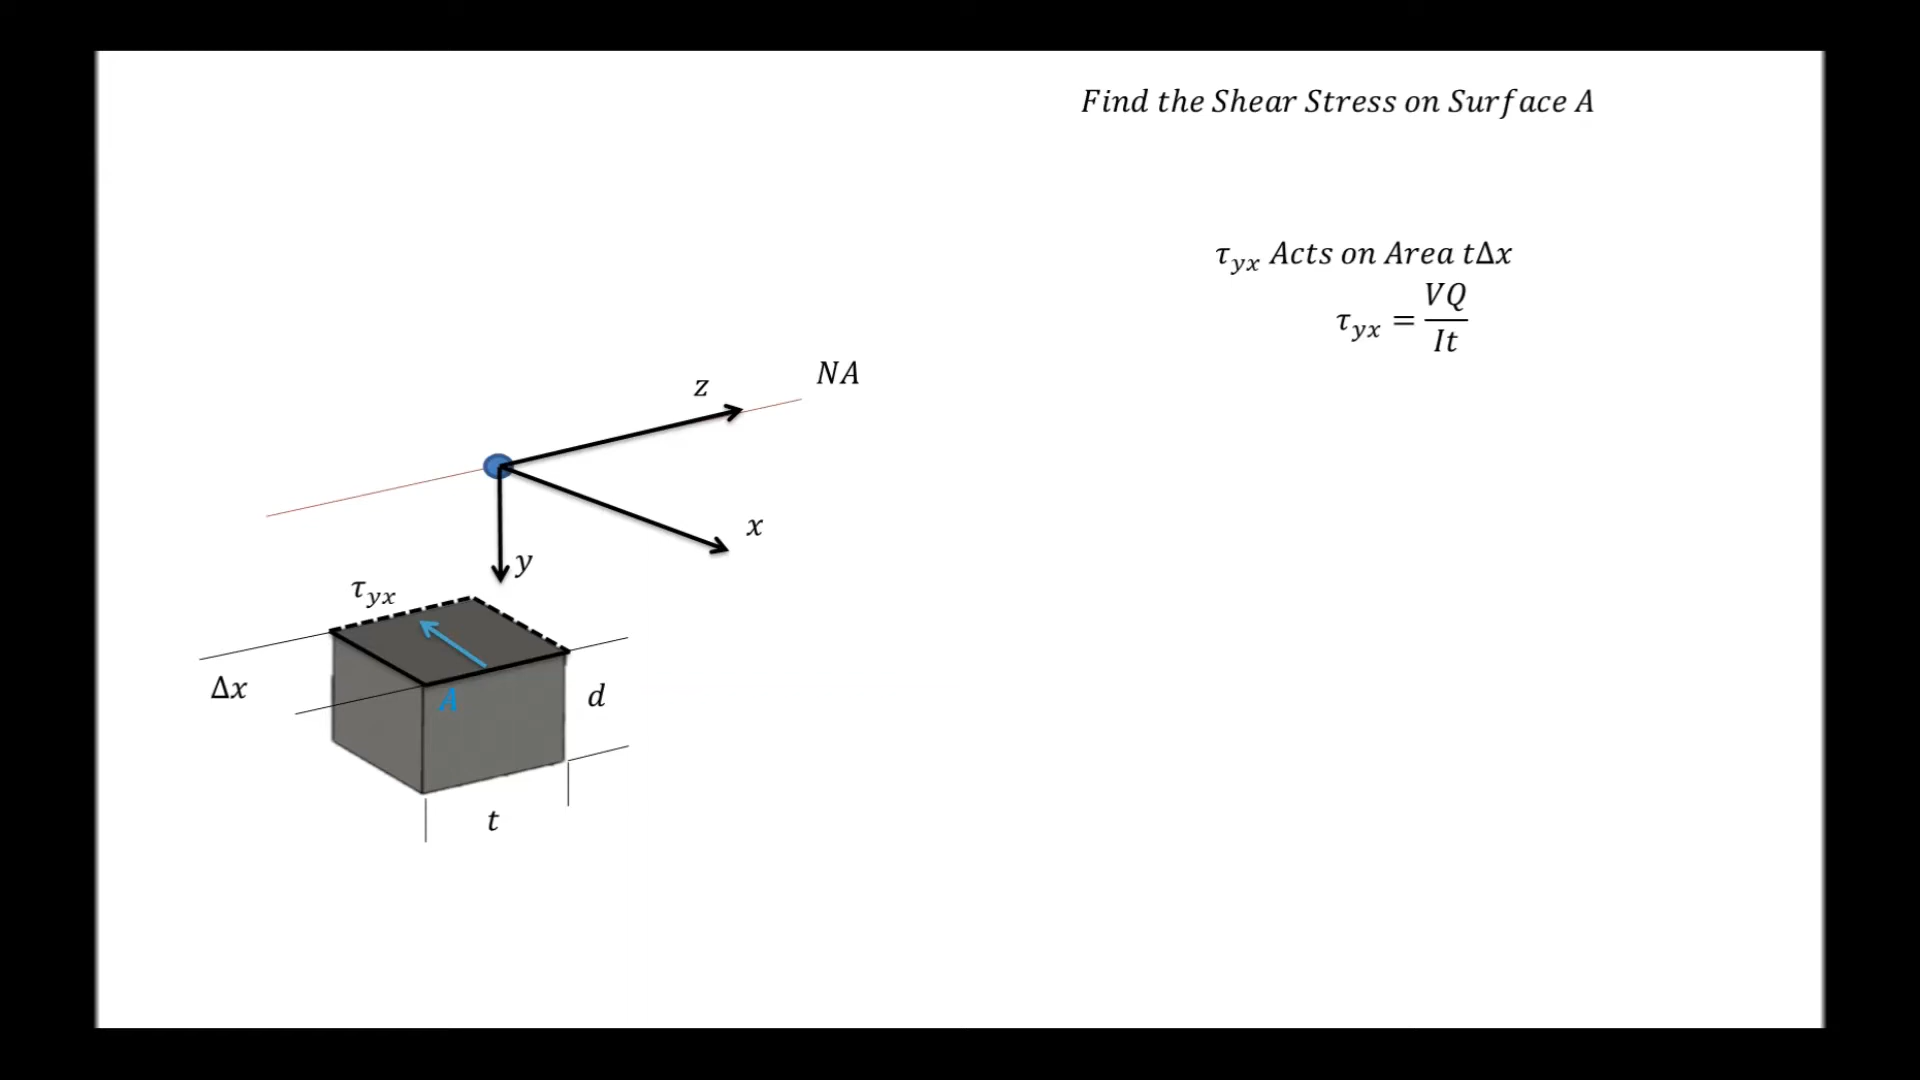 Find the Shear Stress on Surface A
τyx Acts on Area tΔx
τyx = VQ/It
NA
z
x
y
τyx
Δx
A
d
t